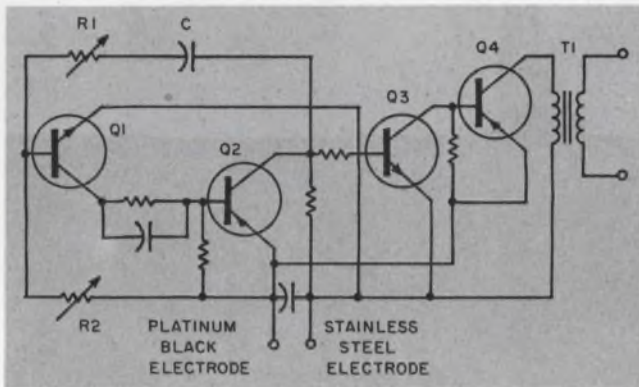 R1
C
Q4
T1
Q1
Q3
Q2
R2
PLATINUM
BLACK
ELECTRODE
STAINLESS
STEEL
ELECTRODE